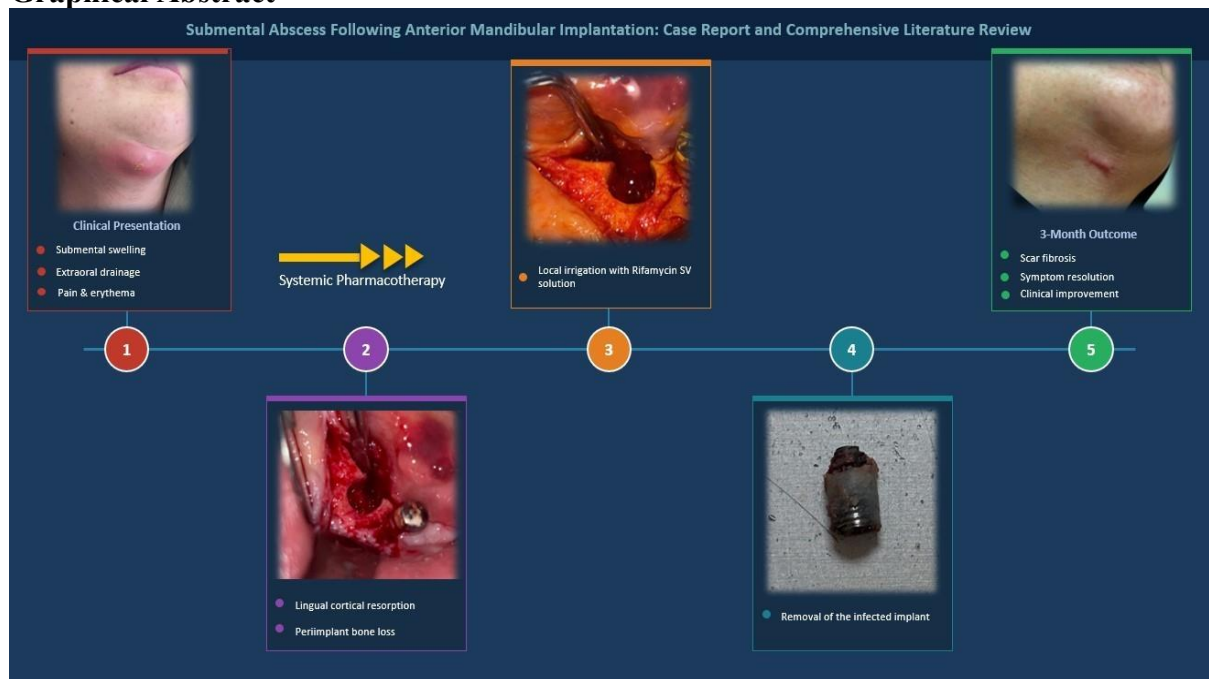 Graphical Abstract
Submental Abscess Following Anterior Mandibular Implantation: Case Report and Comprehensive Literature Review
Clinical Presentation
Submental swelling
Extraoral drainage
Pain & erythema
1
Systemic Pharmacotherapy
2
Lingual cortical resorption
Periimplant bone loss
Local irrigation with Rifamycin SV
solution
3
4
Removal of the infected implant
3-Month Outcome
Scar fibrosis
Symptom resolution
Clinical improvement
5